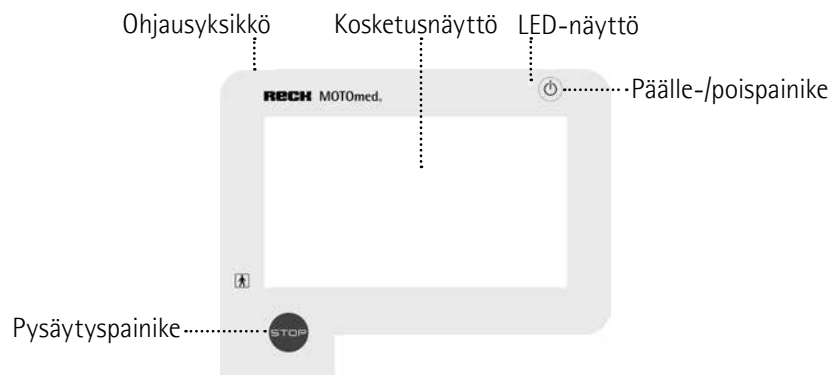 Ohjausyksikkö Kosketusnäyttö LED-näyttö
RECK MOTOmed®
Päälle-/poispainike
Pysäytyspainike
STOP